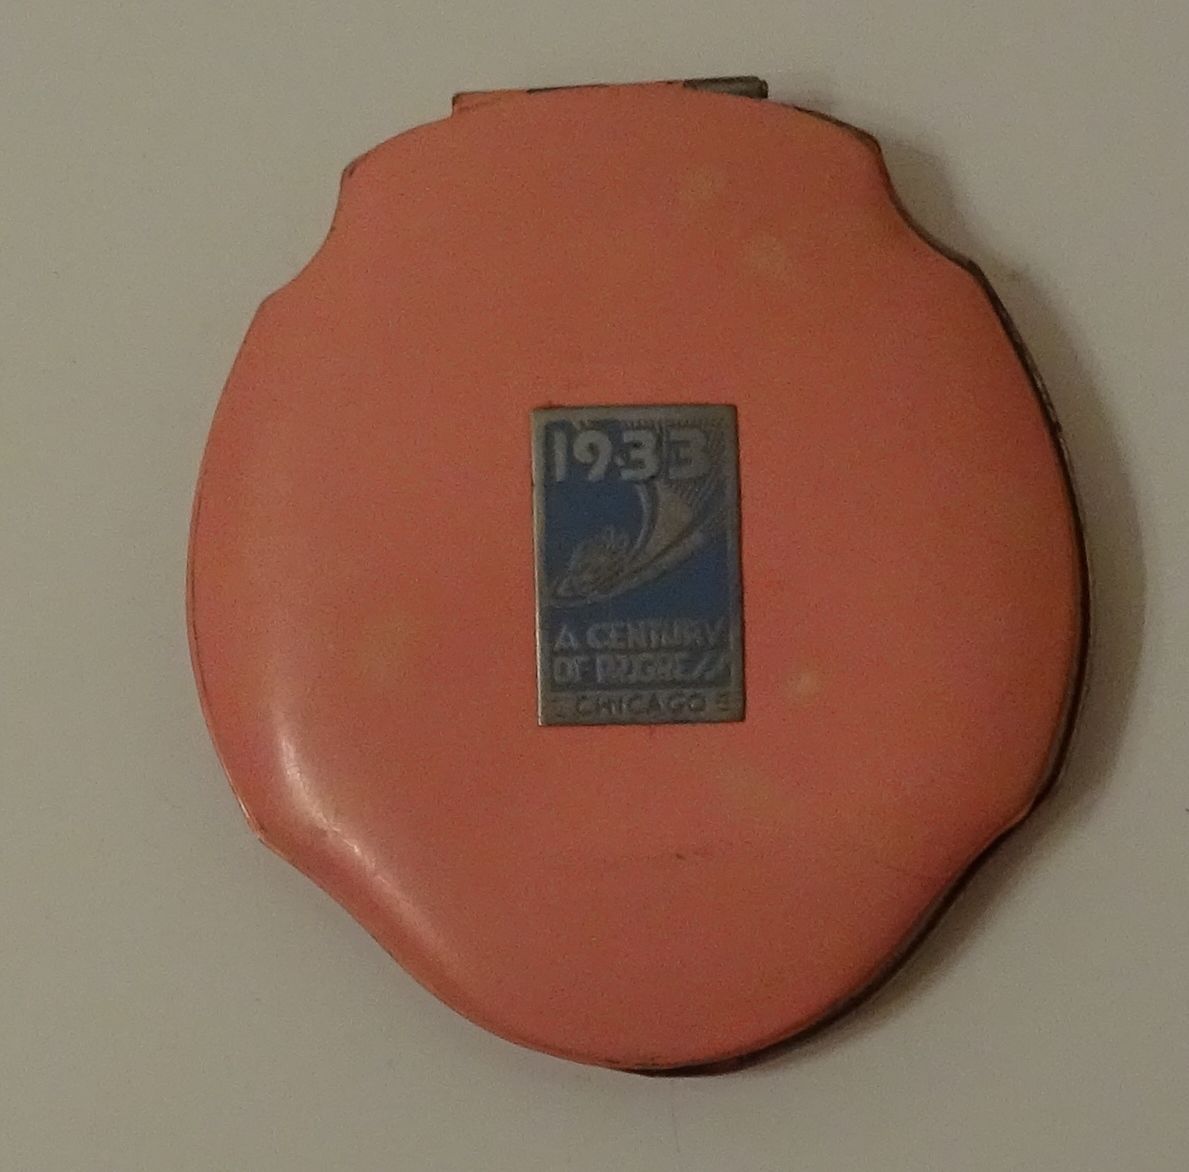 1933
A CENTURY
OF PROGRESS
CHICAGO